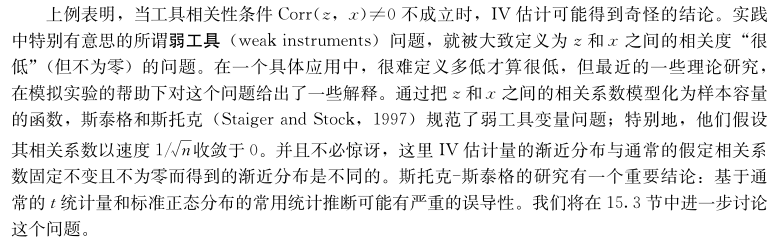 上例表明，当工具相关性条件 Corr(z，x)≠0 不成立时，IV 估计可能得到奇怪的结论。实践
中特别有意思的所谓弱工具（weak instruments）问题，就被大致定义为 z 和 x 之间的相关度“很
低”（但不为零）的问题。在一个具体应用中，很难定义多低才算很低，但最近的一些理论研究，
在模拟实验的帮助下对这个问题给出了一些解释。通过把 z 和 x 之间的相关系数模型化为样本容量
的函数，斯泰格和斯托克（Staiger and Stock，1997）规范了弱工具变量问题；特别地，他们假设
其相关系数以速度 1/√n 收敛于 0。并且不必惊讶，这里 IV 估计量的渐近分布与通常的假定相关系
数固定不变且不为零而得到的渐近分布是不同的。斯托克-斯泰格的研究有一个重要结论：基于通
常的 t 统计量和标准正态分布的常用统计推断可能有严重的误导性。我们将在 15.3 节中进一步讨论
这个问题。